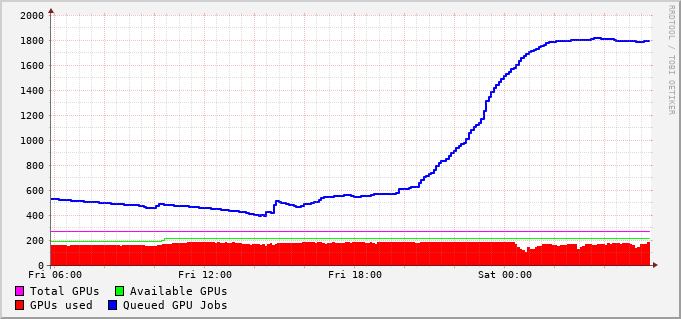 2000
1800
1600
1400
1200
1000
800
600
400
200
0
Fri 06:00 Fri 12:00 Fri 18:00 Sat 00:00
Total GPUs Available GPUs
GPUs used Queued GPU Jobs
RRDTOOL / TOBI OETIKER